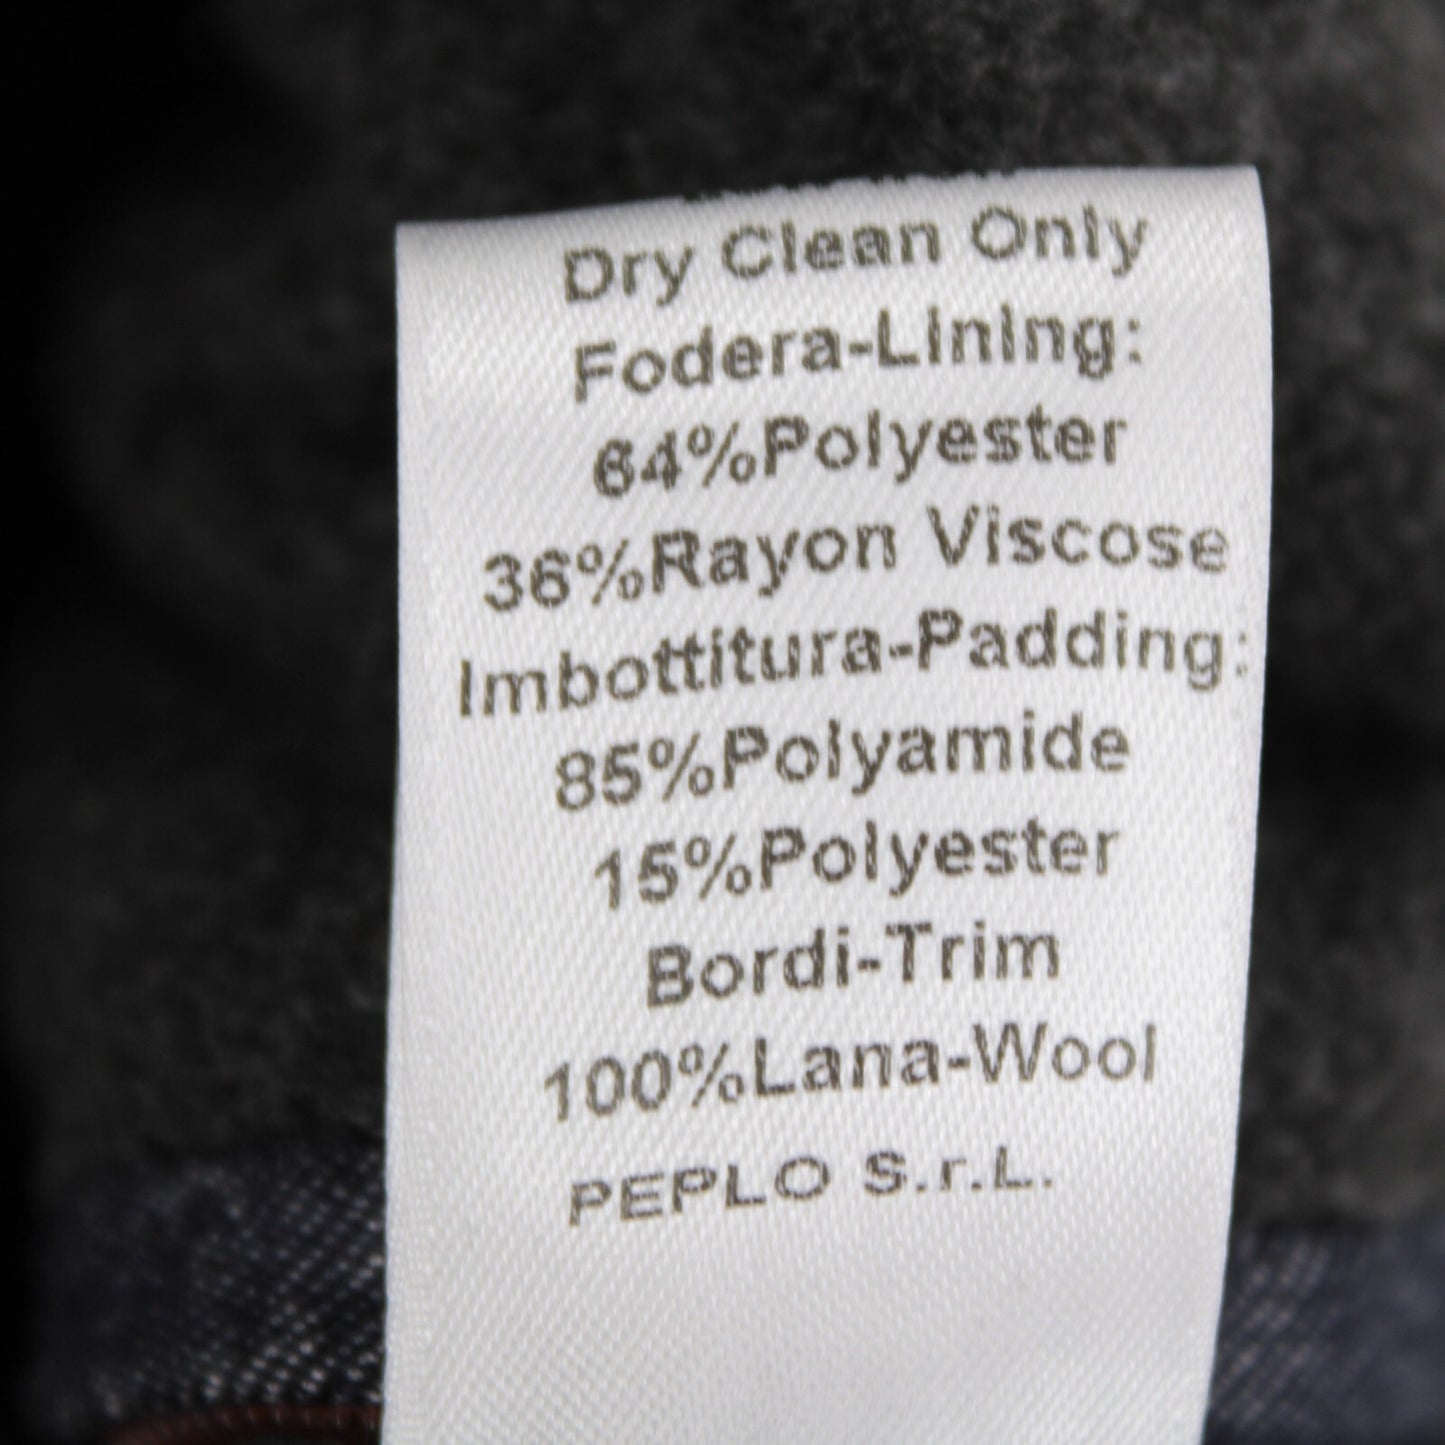 Dry Clean Only
Fodera-Lining:
64%Polyester
36%Rayon Viscose
Imbottitura-Padding:
85%Polyamide
15%Polyester
Bordi-Trim
100%Lana-Wool
PEPLO S.r.L.